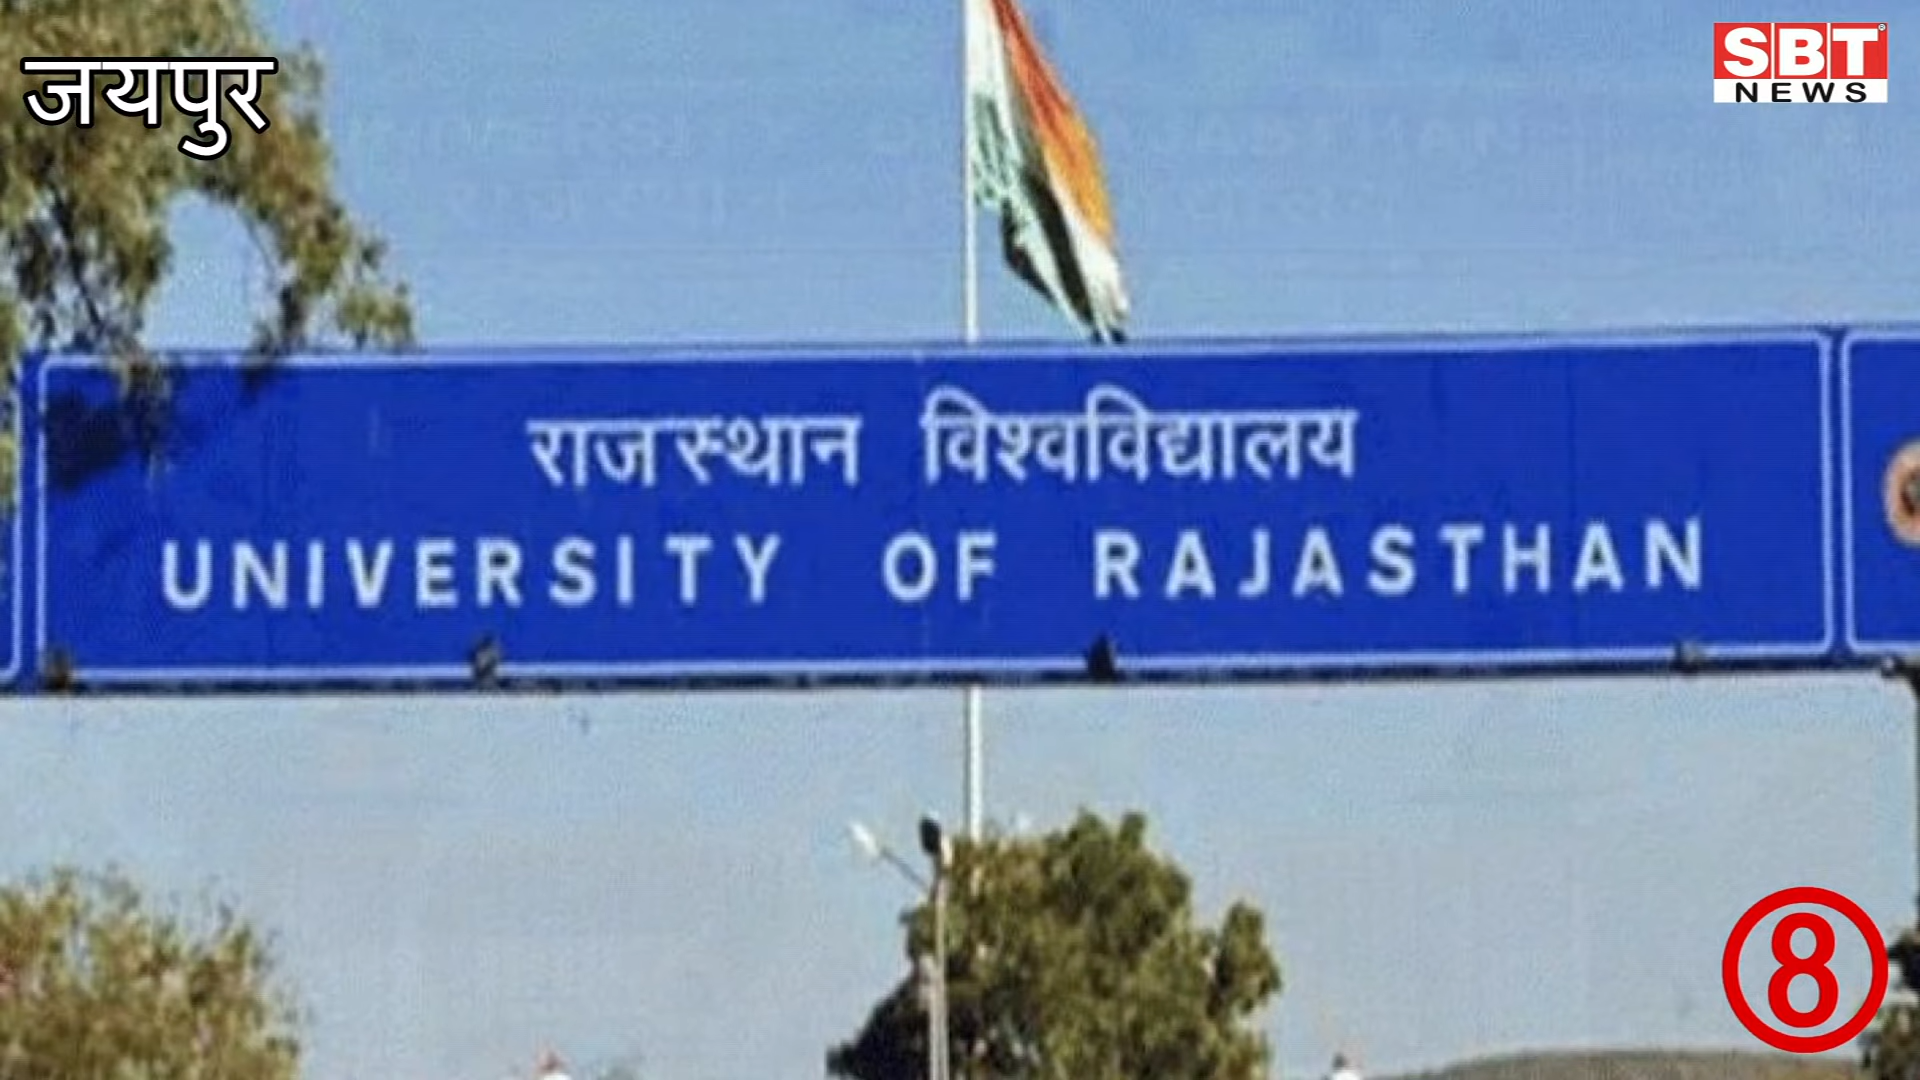 जयपुर
SBT
NEWS
राजस्थान विश्वविद्यालय
UNIVERSITY OF RAJASTHAN
8